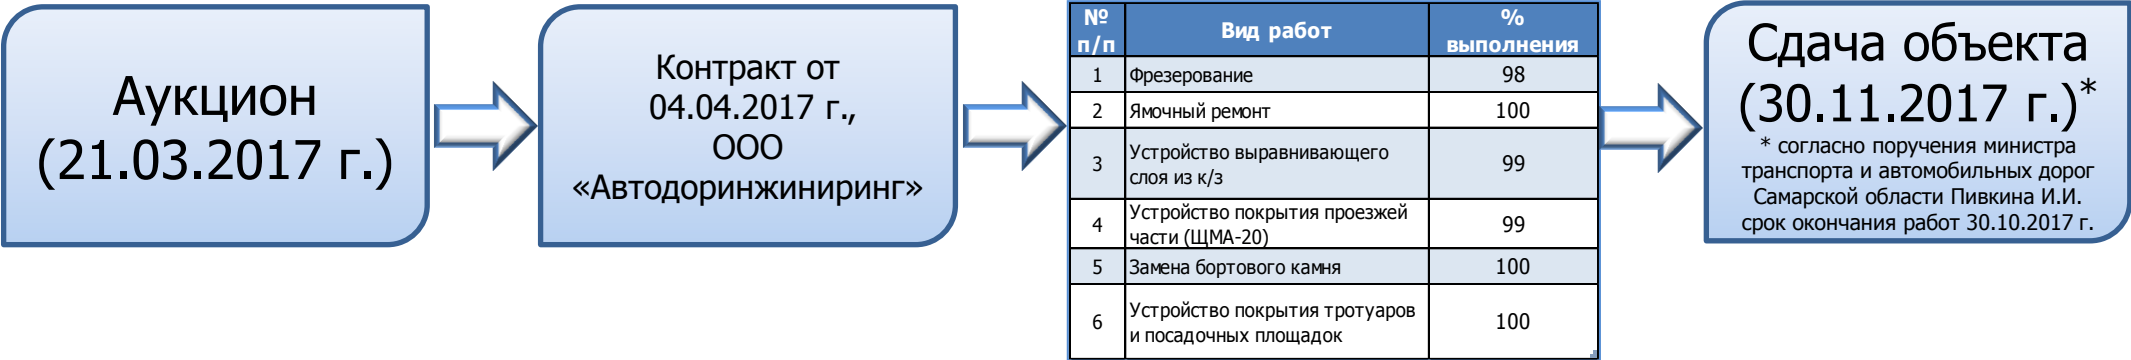 Аукцион
(21.03.2017 г.)
Контракт от
04.04.2017 г.,
ООО
«Автодоринжиниринг»
№
п/п
Вид работ
%
выполнения
1
Фрезерование
98
2
Ямочный ремонт
100
3
Устройство выравнивающего
слоя из к/з
99
4
Устройство покрытия проезжей
части (ЩМА-20)
99
5
Замена бортового камня
100
6
Устройство покрытия тротуаров
и посадочных площадок
100
Сдача объекта
(30.11.2017 г.)*
* согласно поручения министра
транспорта и автомобильных дорог
Самарской области Пивкина И.И.
срок окончания работ 30.10.2017 г.